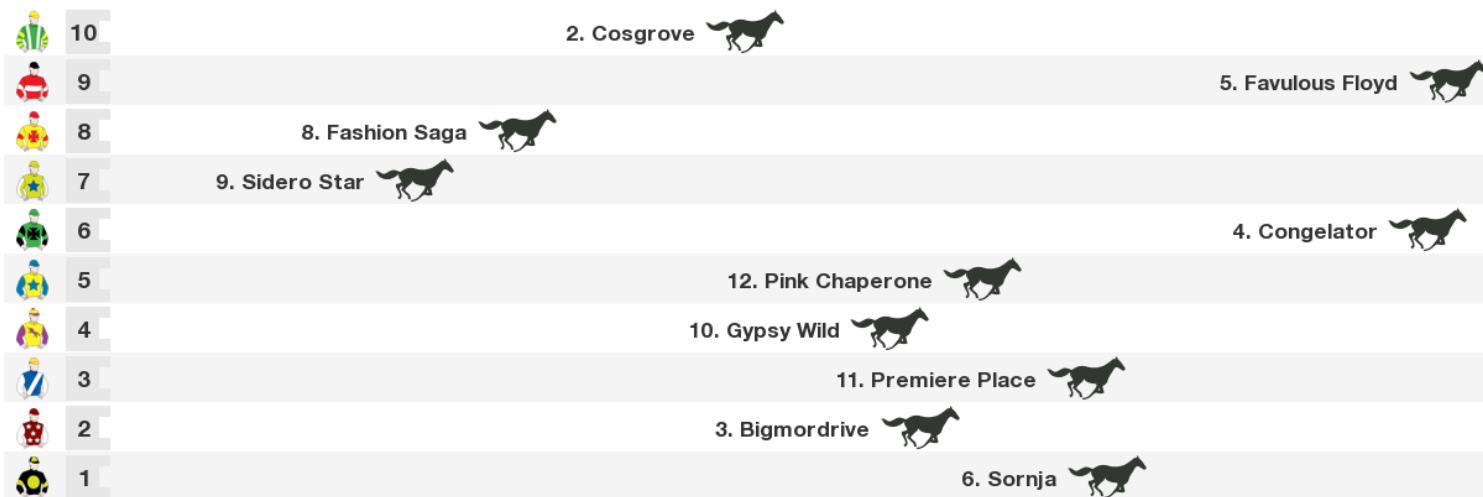 10 2. Cosgrove
9 5. Favulous Floyd
8 8. Fashion Saga
7 9. Sidero Star
6 4. Congelator
5 12. Pink Chaperone
4 10. Gypsy Wild
3 11. Premiere Place
2 3. Bigmordrive
1 6. Sornja